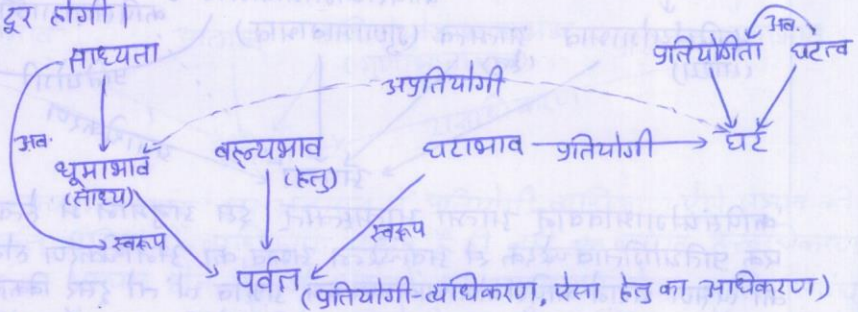 दूर होगी।
अव.
साध्यता
प्रतियोगीता घटत्व
अप्रतियोगी
अव.
धूमाभाव वह्न्यभाव घटाभाव प्रतियोगी घट
(साध्य) (हेतु)
स्वरूप स्वरूप
पर्वत (प्रतियोगी-व्यधिकरण, ऐसा हेतु का अधिकरण)